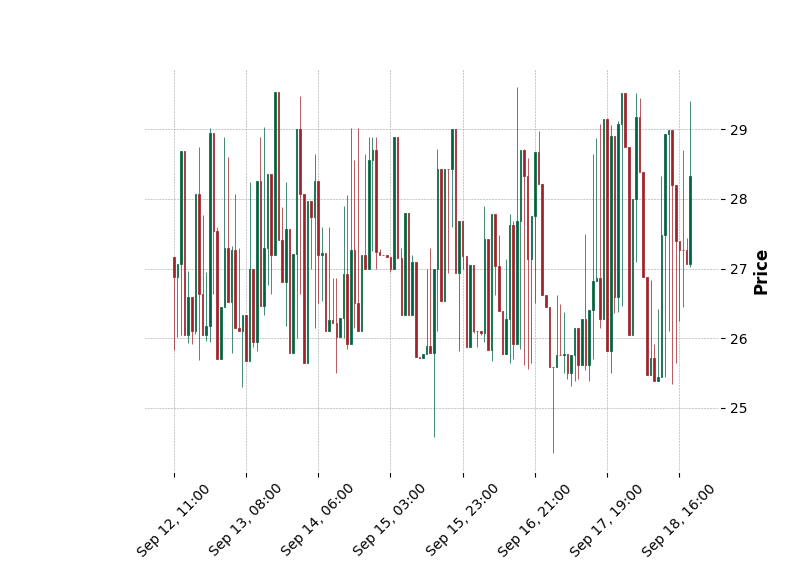 29
28
27
26
25
Price
Sep 12, 11:00
Sep 13, 08:00
Sep 14, 06:00
Sep 15, 03:00
Sep 15, 23:00
Sep 16, 21:00
Sep 17, 19:00
Sep 18, 16:00